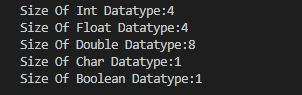 Size Of Int Datatype:4
Size Of Float Datatype:4
Size Of Double Datatype:8
Size Of Char Datatype:1
Size Of Boolean Datatype:1